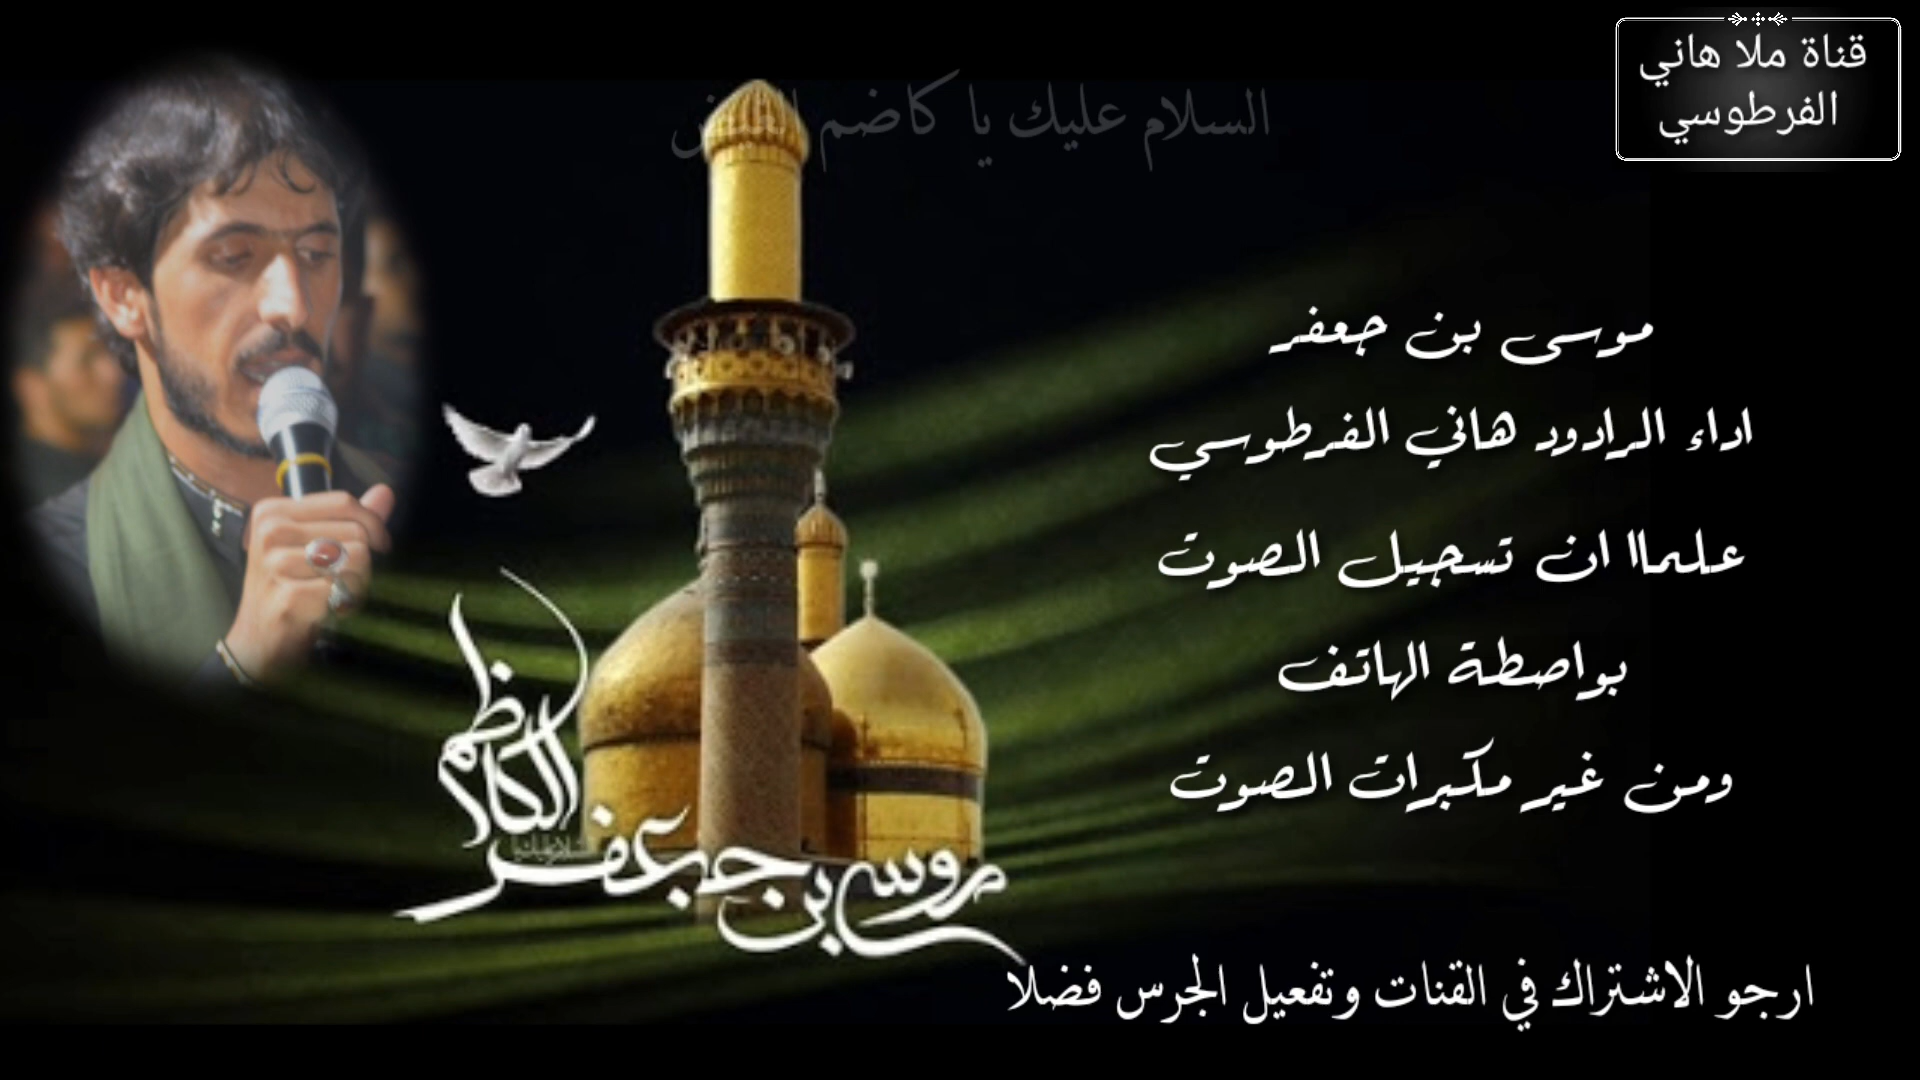 قناة ملا هاني
الفرطوسي
السلام عليك يا كاضم
موسى بن جعفر
اداء الرادود هاني الفرطوسي
علماا ان تسجيل الصوت
بواصطة الهاتف
ومن غير مكبرات الصوت
الكاظم
موسى بن جعفر
ارجو الاشتراك في القنات وتفعيل الجرس فضلا